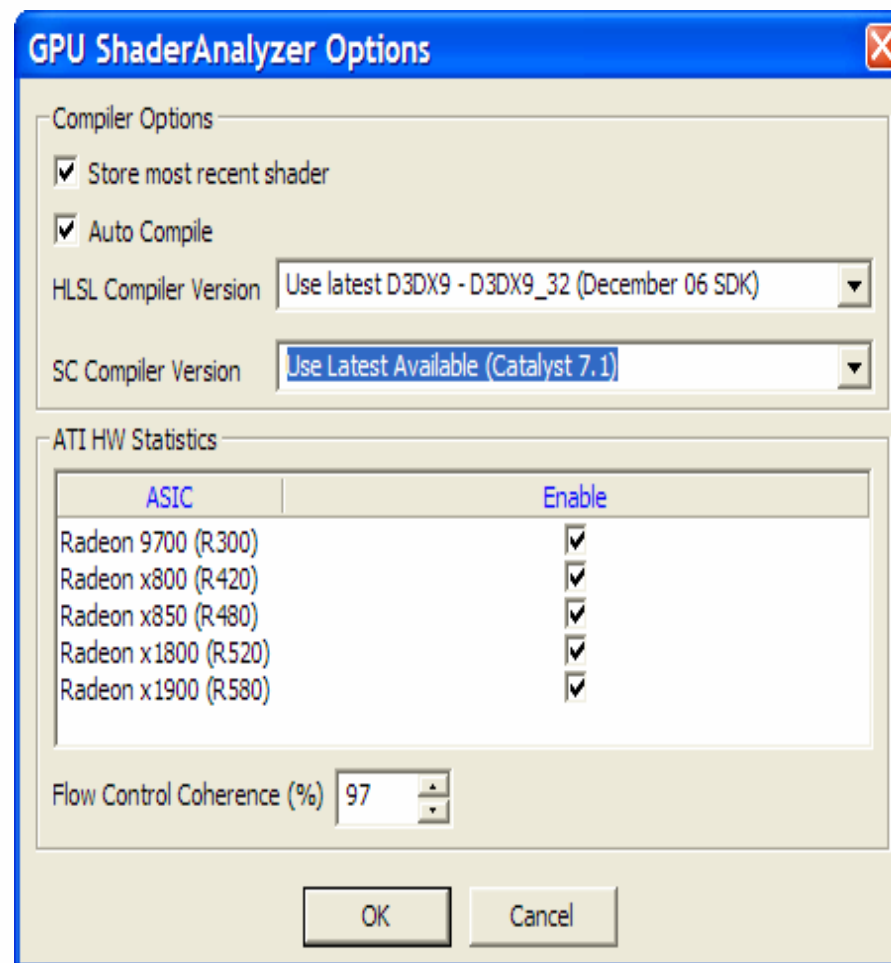 GPU ShaderAnalyzer Options
Compiler Options
Store most recent shader
Auto Compile
HLSL Compiler Version Use latest D3DX9 - D3DX9_32 (December 06 SDK)
SC Compiler Version Use Latest Available (Catalyst 7.1)
ATI HW Statistics
ASIC Enable
Radeon 9700 (R300)
Radeon x800 (R420)
Radeon x850 (R480)
Radeon x1800 (R520)
Radeon x1900 (R580)
Flow Control Coherence (%) 97
OK Cancel